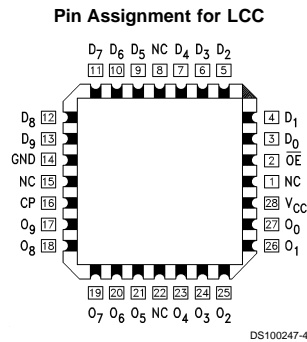 Pin Assignment for LCC
D7 D6 D5 NC D4 D3 D2
11 10 9 8 7 6 5
D8 12 4 D1
D9 13 3 D0
GND 14 2 O̅E̅
NC 15 1 NC
CP 16 28 VCC
O9 17 27 O0
O8 18 26 O1
19 20 21 22 23 24 25
O7 O6 O5 NC O4 O3 O2
DS100247-4